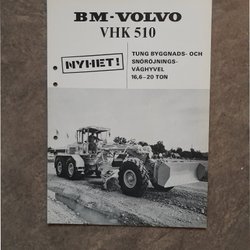 BM-VOLVO
VHK 510
NYHET!
TUNG BYGGNADS- OCH
SNÖRÖJNINGS-
VÄGHYVEL
16,6-20 TON